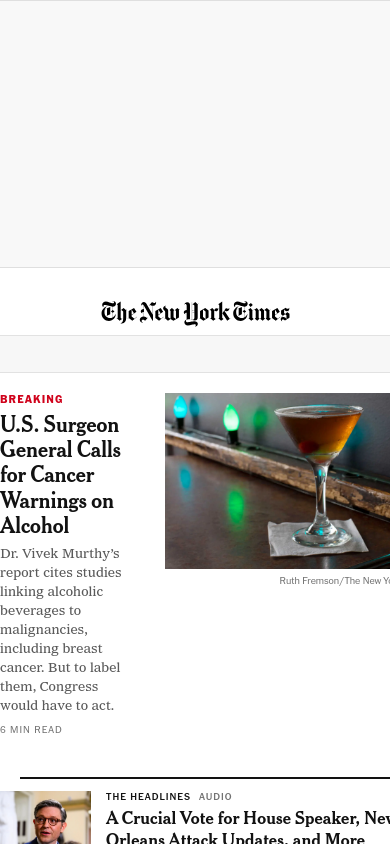 The New York Times
BREAKING
U.S. Surgeon
General Calls
for Cancer
Warnings on
Alcohol
Dr. Vivek Murthy’s
report cites studies
linking alcoholic
beverages to
malignancies,
including breast
cancer. But to label
them, Congress
would have to act.
6 MIN READ
Ruth Fremson/The New Yo
THE HEADLINES AUDIO
A Crucial Vote for House Speaker, New
Orleans Attack Updates, and More